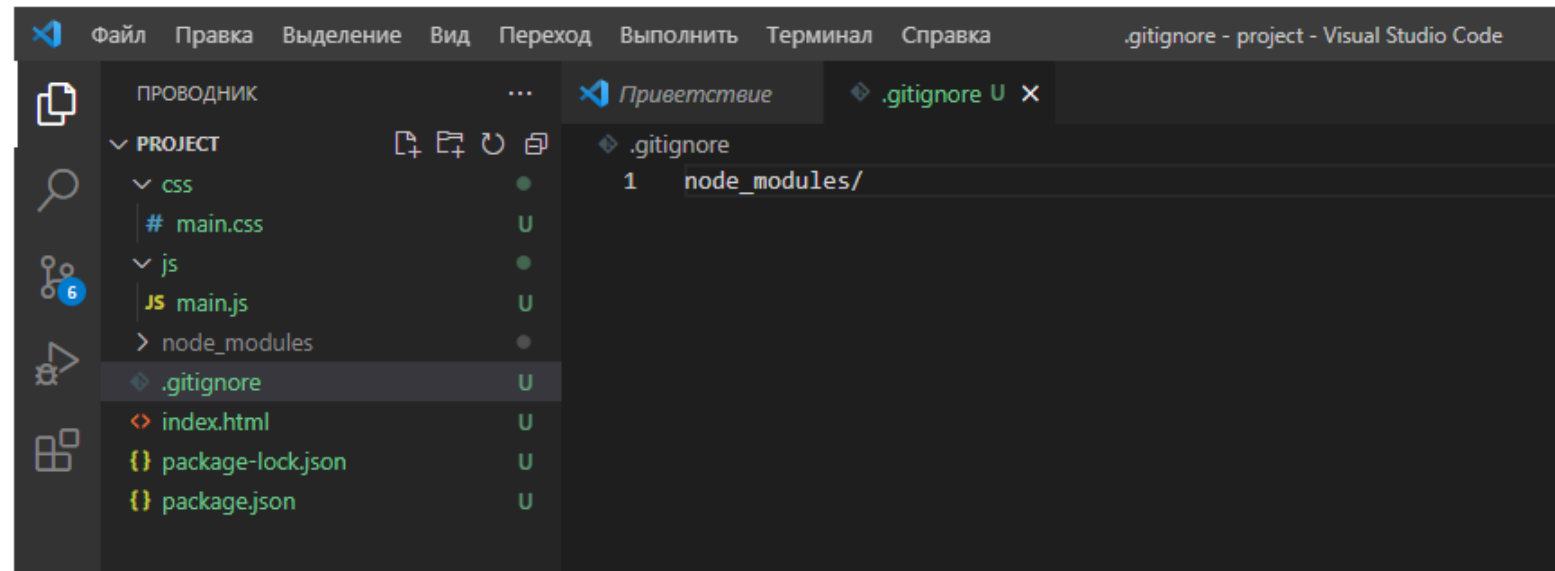 Файл Правка Выделение Вид Переход Выполнить Терминал Справка .gitignore - project - Visual Studio Code
ПРОВОДНИК ... Приветствие .gitignore U
PROJECT
.gitignore
css
1 node_modules/
# main.css U
js
JS main.js U
6
node_modules
.gitignore U
<> index.html U
{} package-lock.json U
{} package.json U